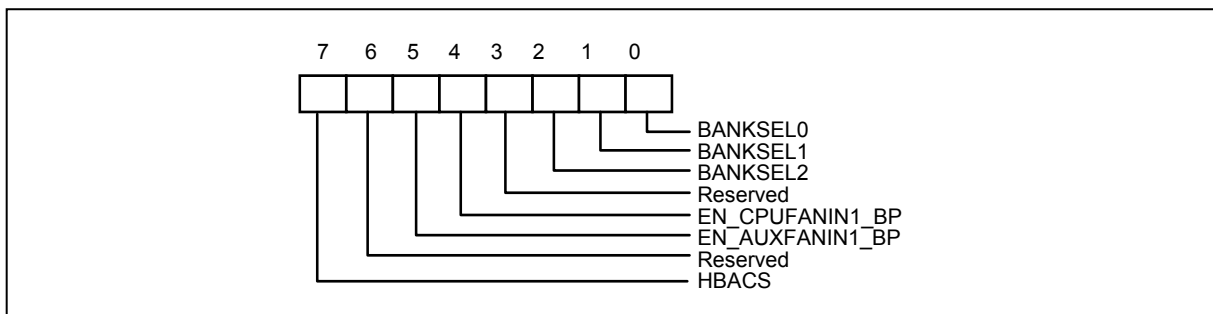 7 6 5 4 3 2 1 0
BANKSEL0
BANKSEL1
BANKSEL2
Reserved
EN_CPUFANIN1_BP
EN_AUXFANIN1_BP
Reserved
HBACS